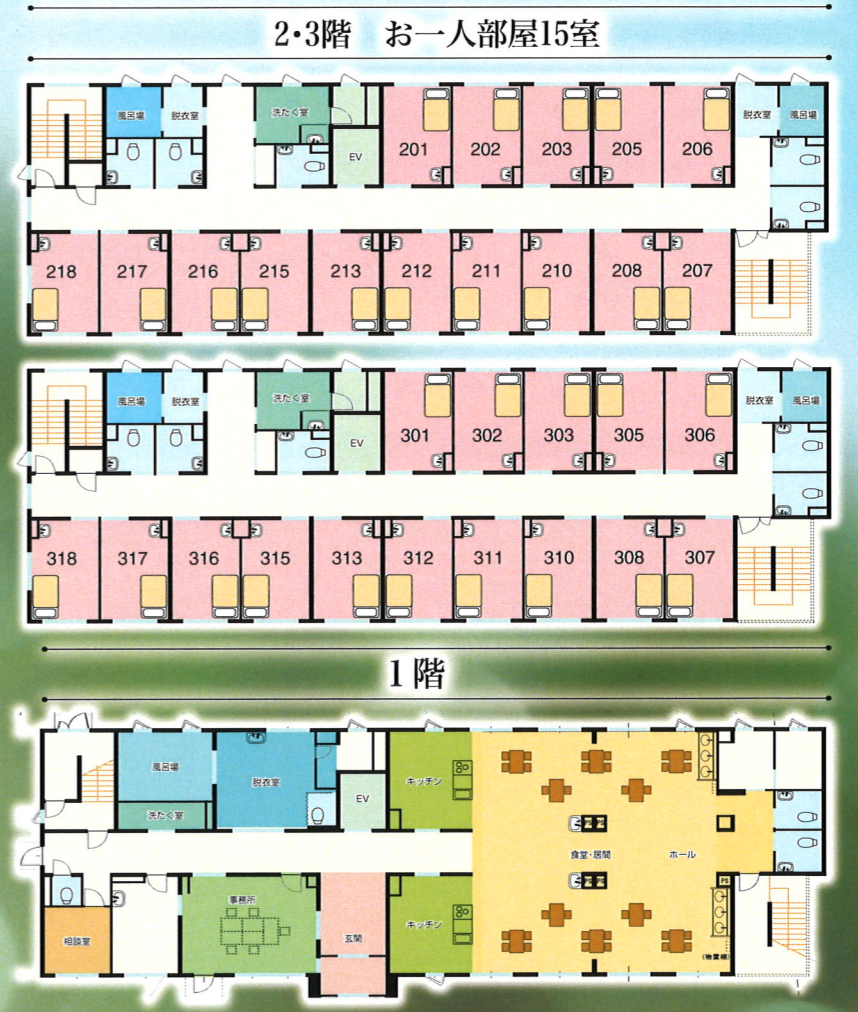 2・3階 お一人部屋15室
風呂場 脱衣室 洗たく室 EV 201 202 203 205 206 脱衣室 風呂場
218 217 216 215 213 212 211 210 208 207
風呂場 脱衣室 洗たく室 EV 301 302 303 305 306 脱衣室 風呂場
318 317 316 315 313 312 311 310 308 307
1階
風呂場 脱衣室 EV キッチン
洗たく室
食堂・居間 ホール
事務所 キッチン
相談室 玄関